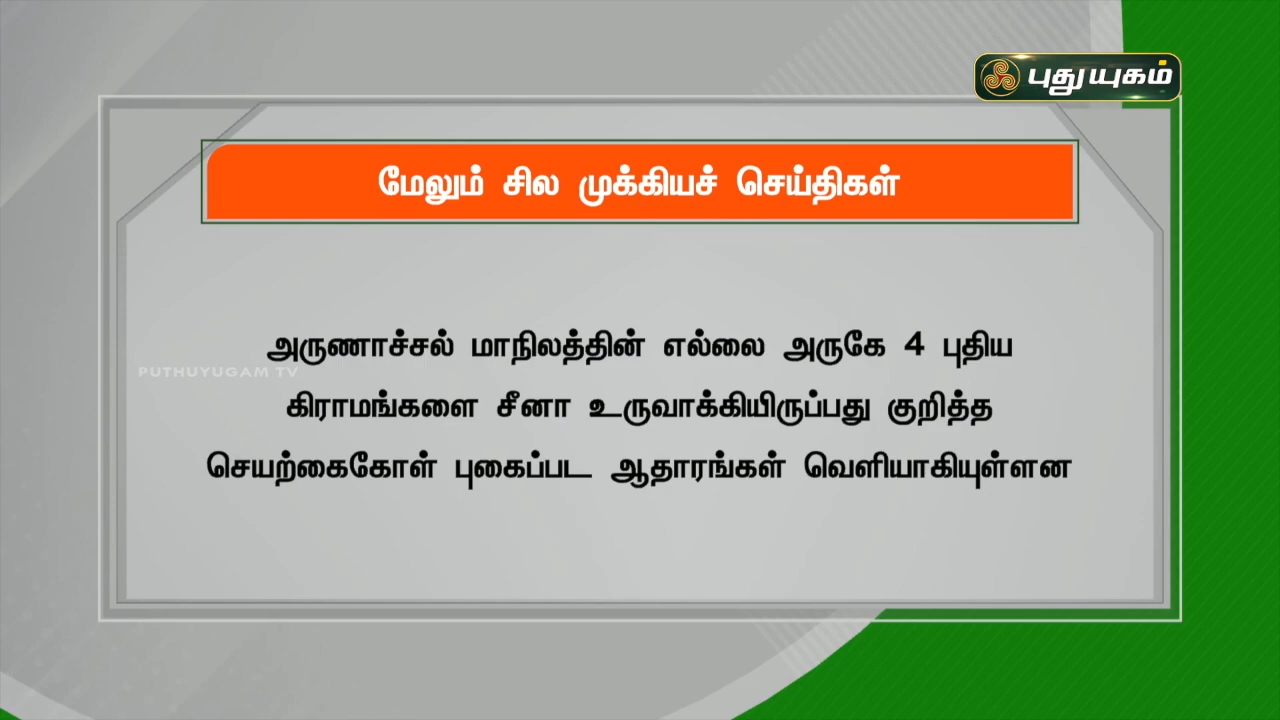 புதுயுகம்
மேலும் சில முக்கியச் செய்திகள்
அருணாச்சல் மாநிலத்தின் எல்லை அருகே 4 புதிய
PUTHUYUGAM TV
கிராமங்களை சீனா உருவாக்கியிருப்பது குறித்த
செயற்கைகோள் புகைப்பட ஆதாரங்கள் வெளியாகியுள்ளன